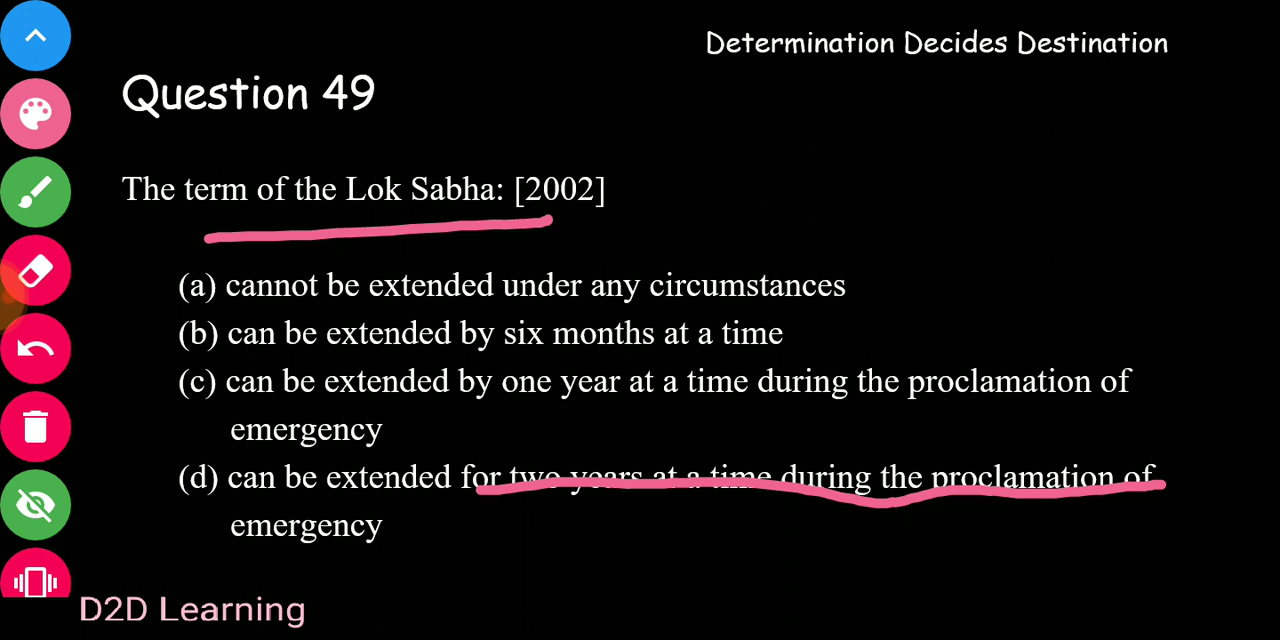 Determination Decides Destination
Question 49
The term of the Lok Sabha: [2002]
(a) cannot be extended under any circumstances
(b) can be extended by six months at a time
(c) can be extended by one year at a time during the proclamation of
emergency
(d) can be extended for two years at a time during the proclamation of
emergency
D2D Learning